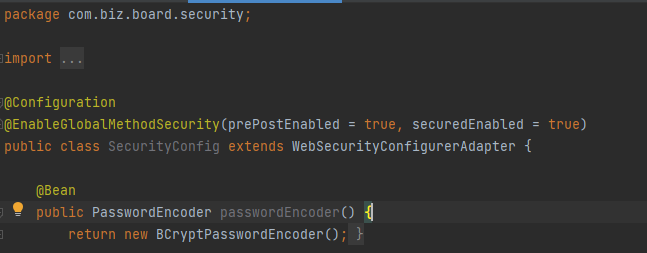 package com.biz.board.security;
import ...
@Configuration
@EnableGlobalMethodSecurity(prePostEnabled = true, securedEnabled = true)
public class SecurityConfig extends WebSecurityConfigurerAdapter {
@Bean
public PasswordEncoder passwordEncoder() {
return new BCryptPasswordEncoder(); }